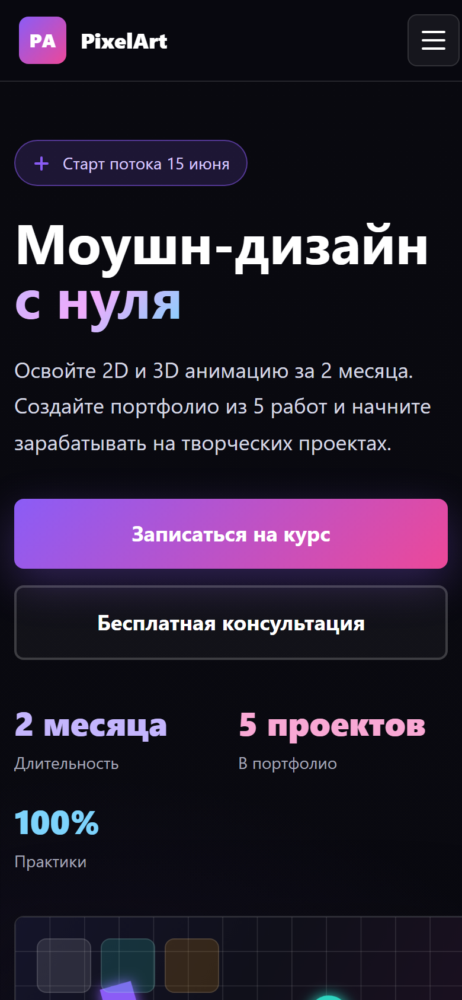 PA PixelArt
Старт потока 15 июня
Моушн-дизайн
с нуля
Освойте 2D и 3D анимацию за 2 месяца.
Создайте портфолио из 5 работ и начните
зарабатывать на творческих проектах.
Записаться на курс
Бесплатная консультация
2 месяца
Длительность
5 проектов
В портфолио
100%
Практики